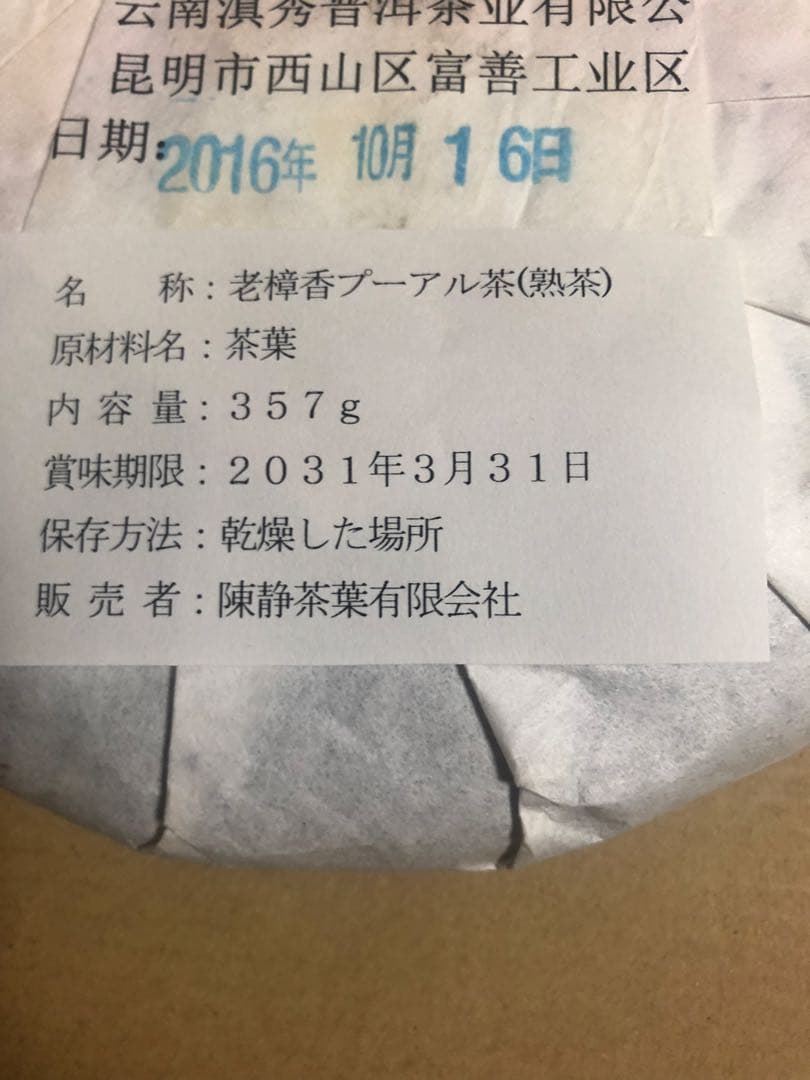 云南滇秀普洱茶业有限公
昆明市西山区富善工业区
日期:2016年 10月 16日
名 称:老樟香プーアル茶(熟茶)
原材料名:茶葉
内容量:357g
賞味期限:2031年3月31日
保存方法:乾燥した場所
販売者:陳静茶葉有限会社